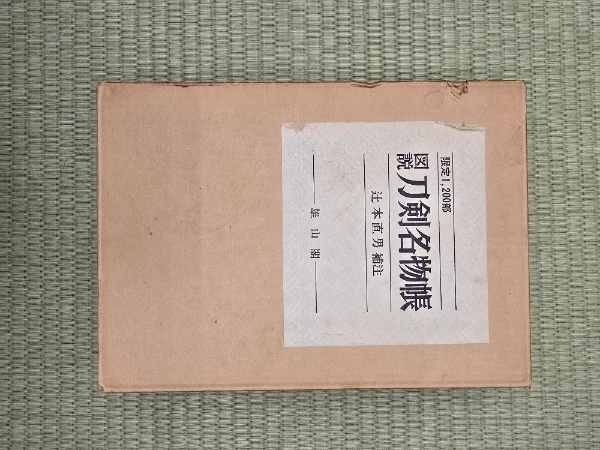 限定1,200部
図説 刀剣名物帳
辻本直男補注
雄山閣